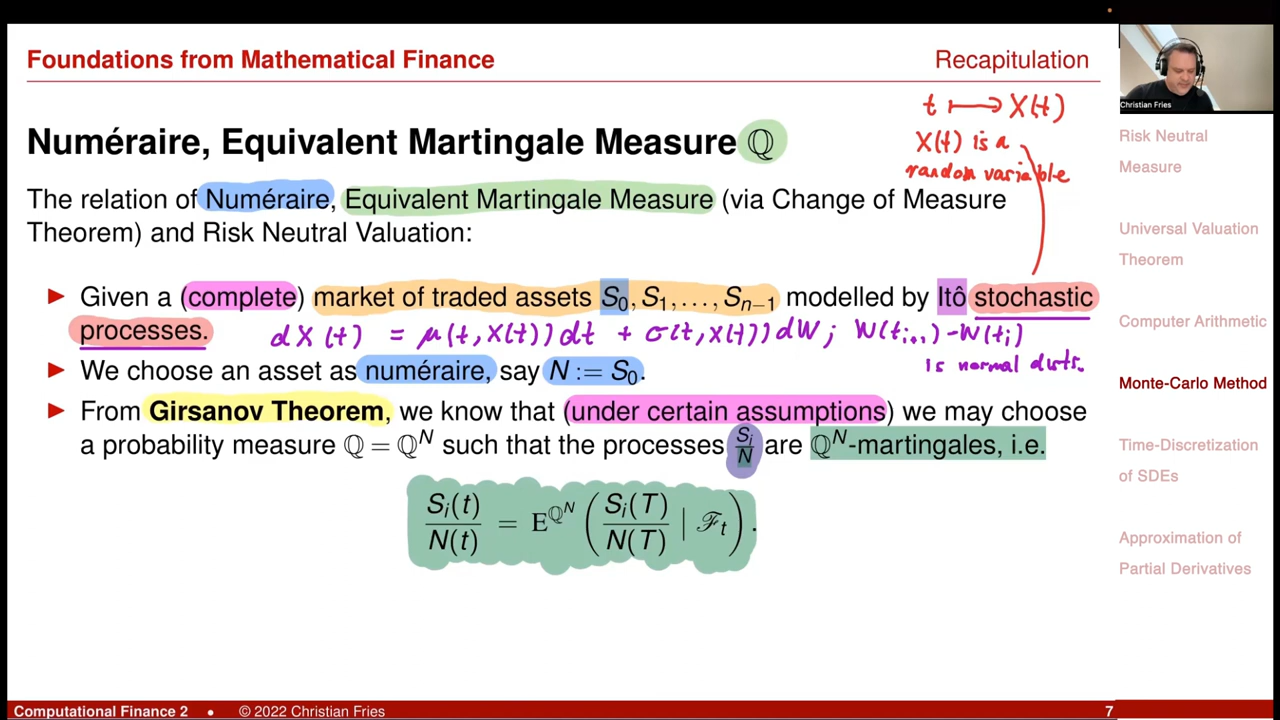 Foundations from Mathematical Finance
Recapitulation
t ⟼ X(t)
X(t) is a
random variable
Numéraire, Equivalent Martingale Measure ℚ
The relation of Numéraire, Equivalent Martingale Measure (via Change of Measure
Theorem) and Risk Neutral Valuation:
► Given a (complete) market of traded assets S₀, S₁, …, Sₙ₋₁ modelled by Itô stochastic
processes.
dX(t) = μ(t, X(t)) dt + σ(t, X(t)) dW; W(tᵢ₊₁) - W(tᵢ)
is normal distr.
► We choose an asset as numéraire, say N := S₀.
► From Girsanov Theorem, we know that (under certain assumptions) we may choose
a probability measure ℚ = ℚᴺ such that the processes Sᵢ/N are ℚᴺ-martingales, i.e.
Sᵢ(t)/N(t) = E^ℚᴺ ( Sᵢ(T)/N(T) | ℱₜ ).
Christian Fries
Risk Neutral
Measure
Universal Valuation
Theorem
Computer Arithmetic
Monte-Carlo Method
Time-Discretization
of SDEs
Approximation of
Partial Derivatives
Computational Finance 2 • © 2022 Christian Fries
7